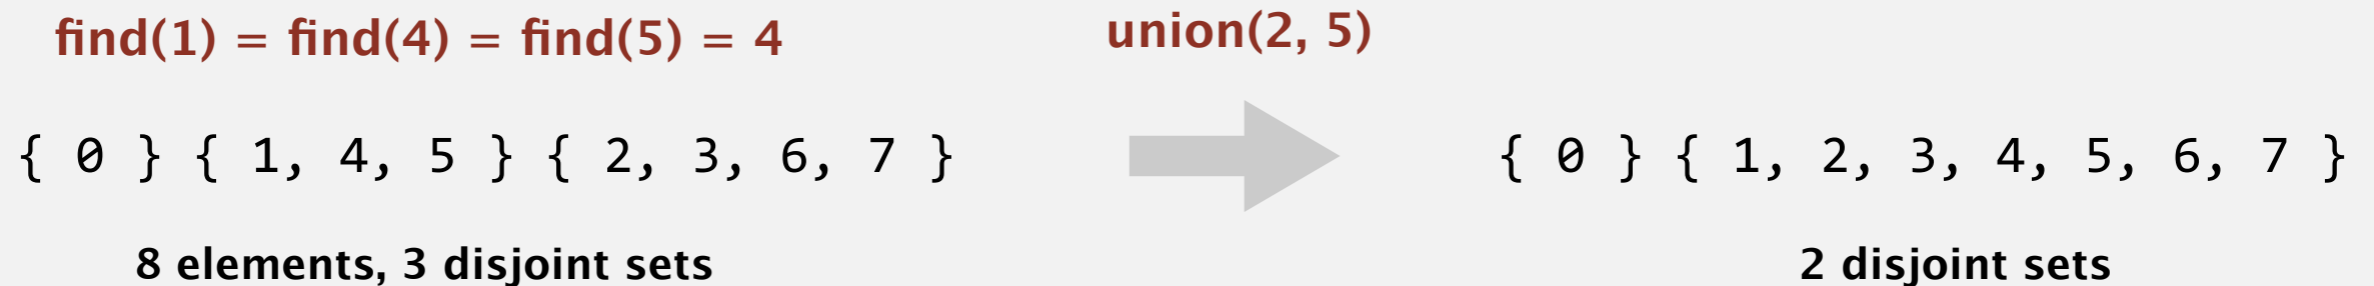 find(1) = find(4) = find(5) = 4
union(2, 5)
{ 0 } { 1, 4, 5 } { 2, 3, 6, 7 }
{ 0 } { 1, 2, 3, 4, 5, 6, 7 }
8 elements, 3 disjoint sets
2 disjoint sets